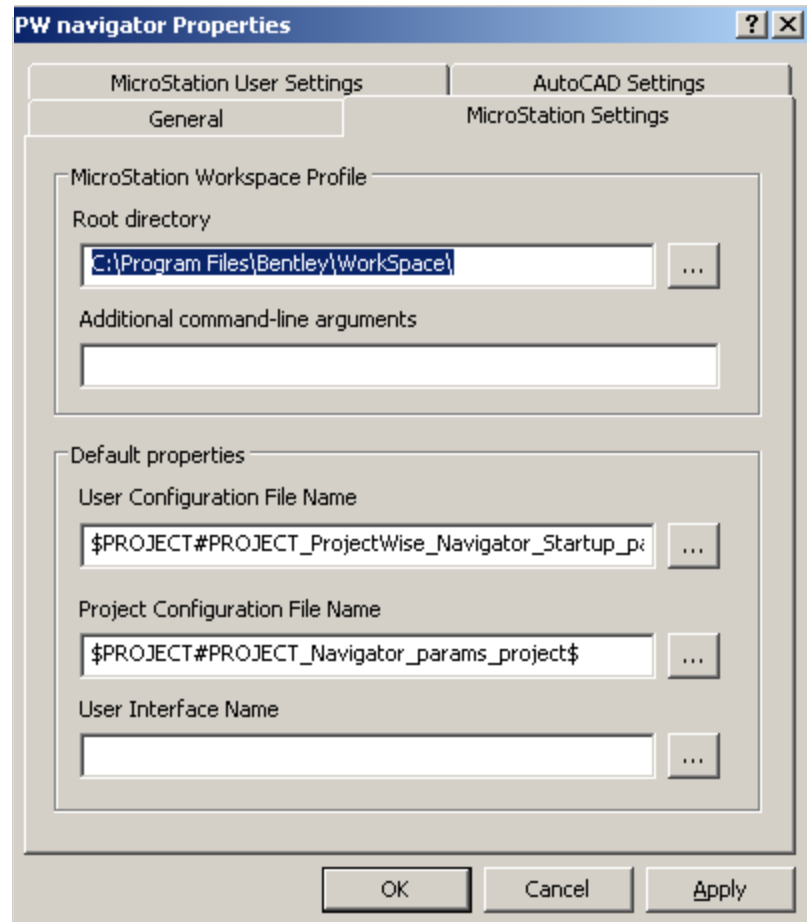 PW navigator Properties
MicroStation User Settings
AutoCAD Settings
General
MicroStation Settings
MicroStation Workspace Profile
Root directory
C:\Program Files\Bentley\WorkSpace\
...
Additional command-line arguments
Default properties
User Configuration File Name
$PROJECT#PROJECT_ProjectWise_Navigator_Startup_pa
...
Project Configuration File Name
$PROJECT#PROJECT_Navigator_params_project$
...
User Interface Name
...
OK
Cancel
Apply